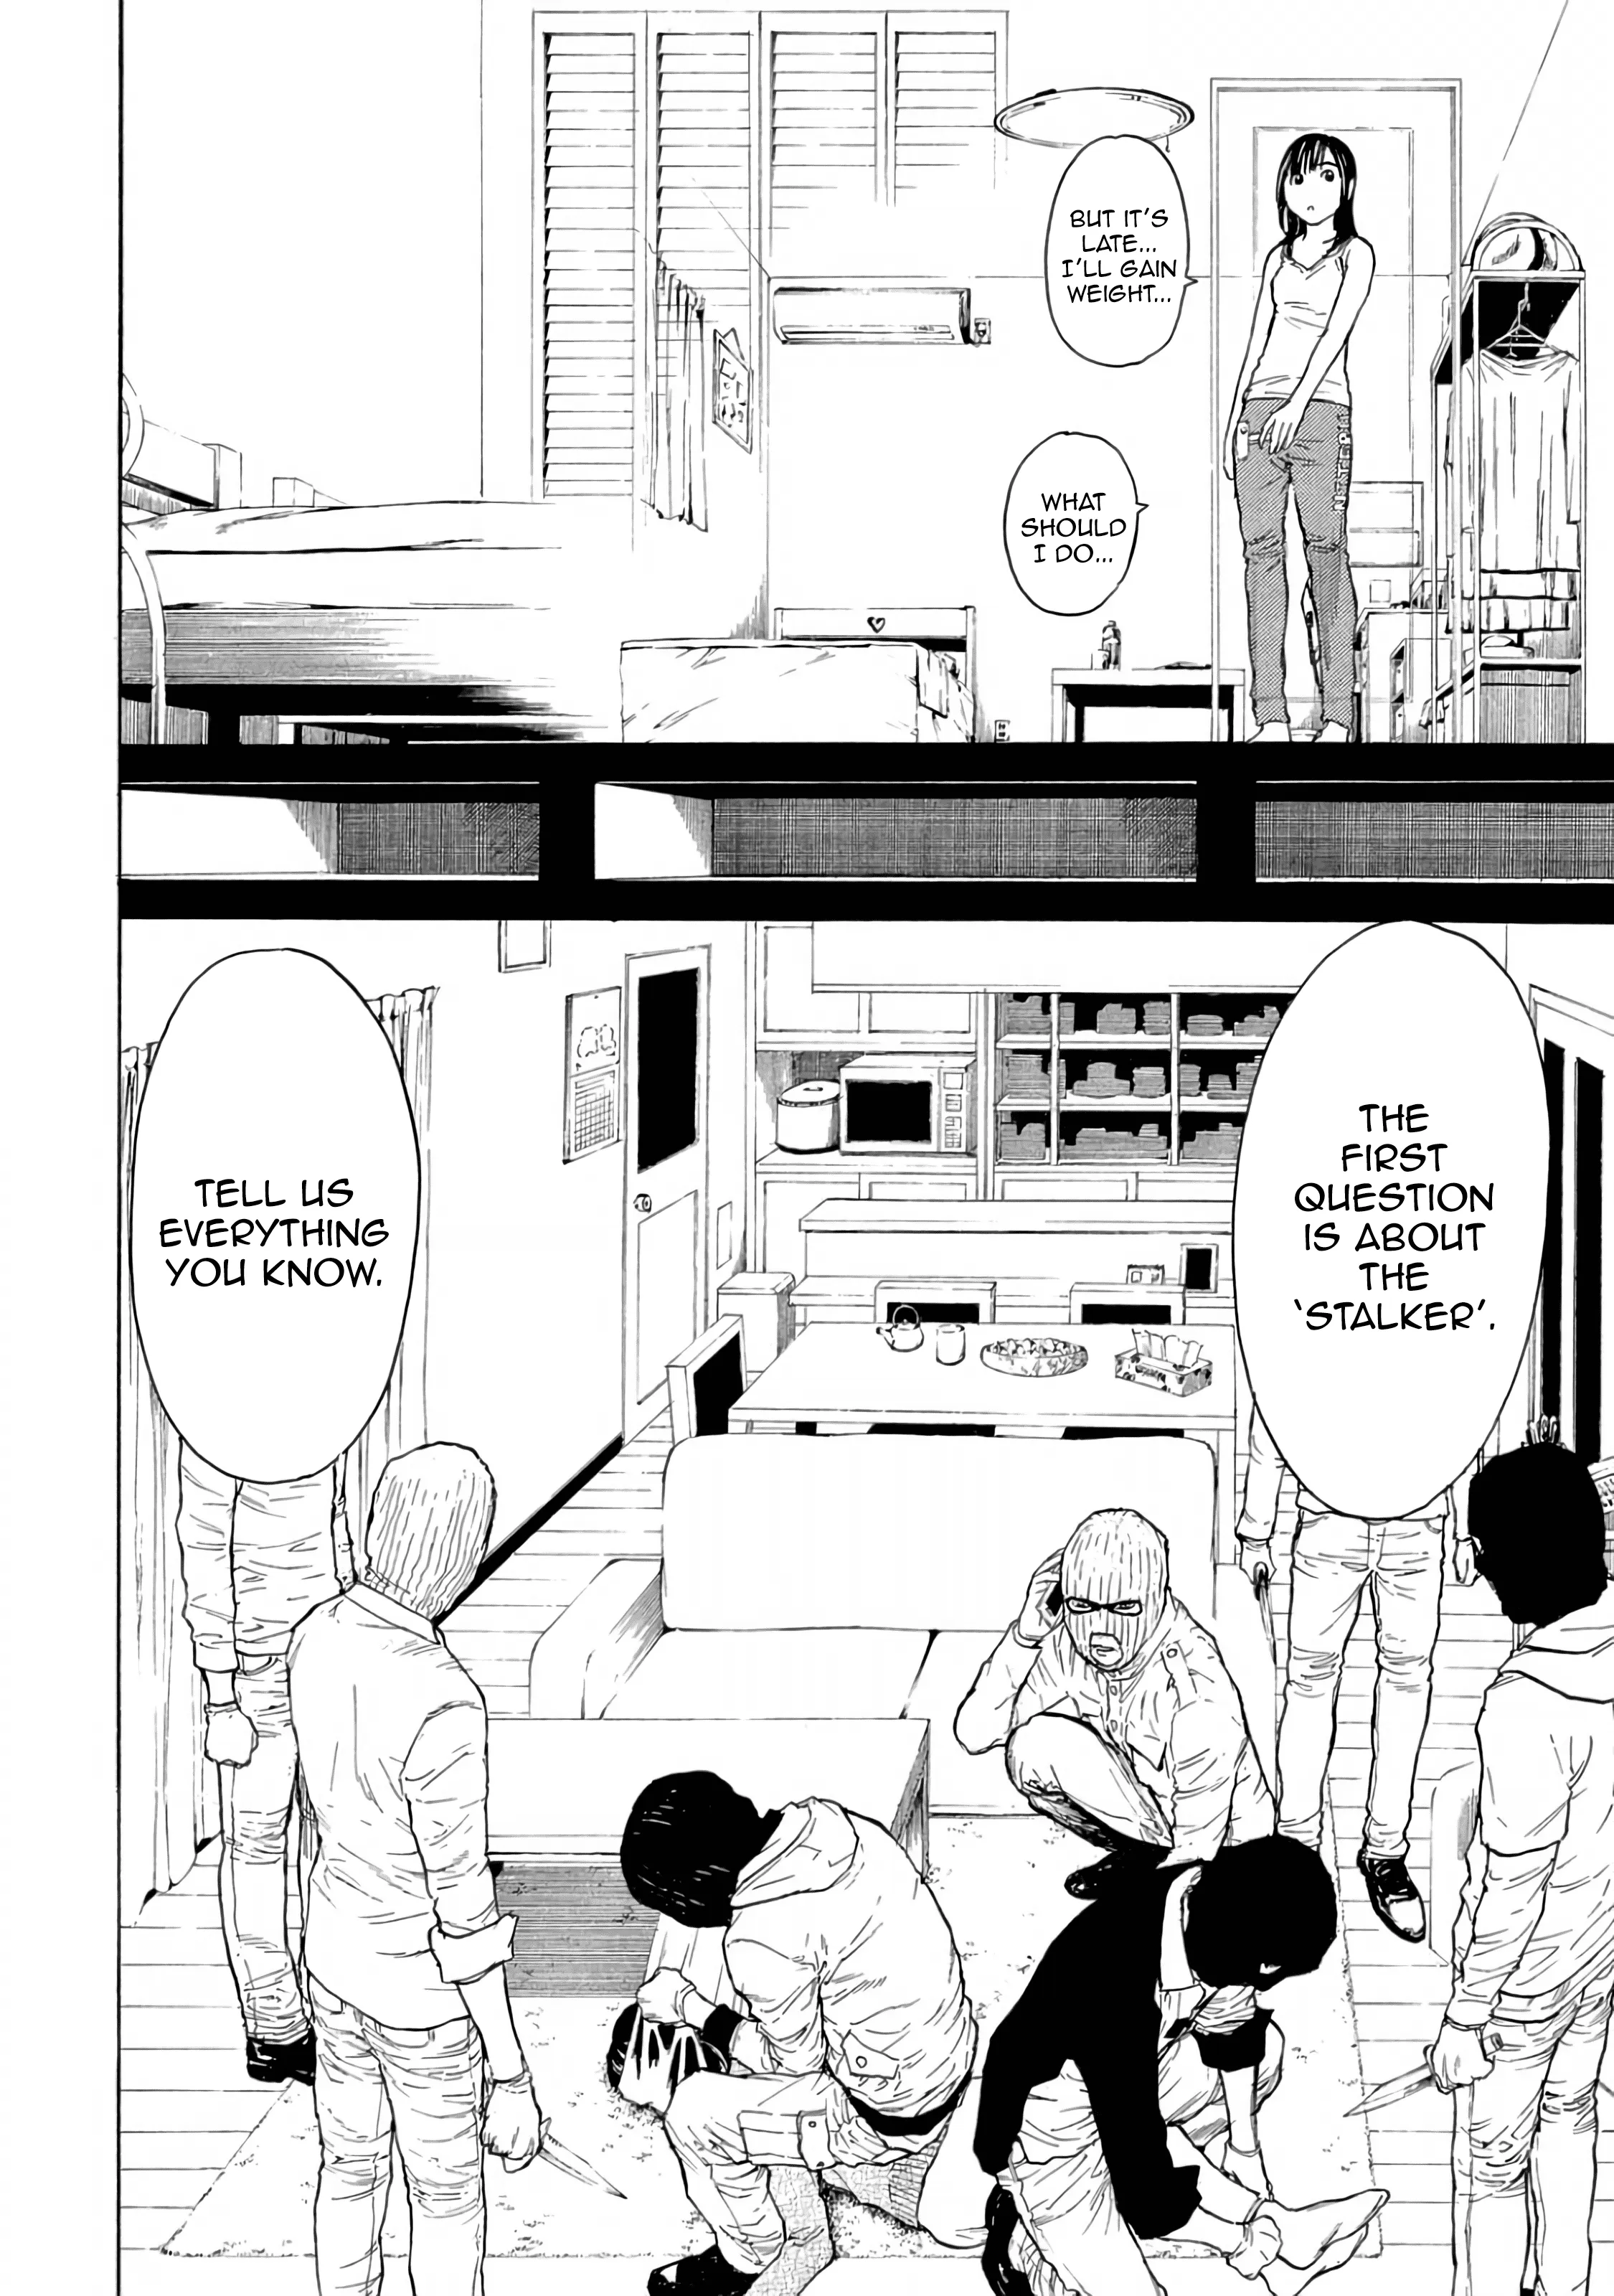 BUT IT'S
LATE...
I'LL GAIN
WEIGHT...
WHAT
SHOULD
I DO...
THE
FIRST
QUESTION
IS ABOUT
THE
'STALKER'.
TELL US
EVERYTHING
YOU KNOW.